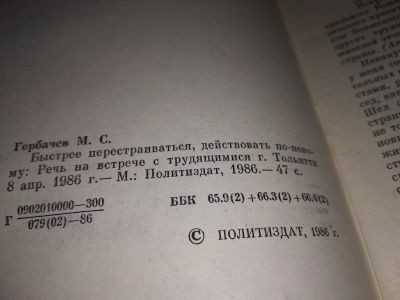 Горбачев М. С.
Быстрее перестраиваться, действовать по-ново-
му: Речь на встрече с трудящимися г. Тольятти
8 апр. 1986 г.— М.: Политиздат, 1986.— 47 с.
Г 0902010000—300
079(02)—86
ББК 65.9(2)+66.3(2)+66.4(2)
© ПОЛИТИЗДАТ, 1986 г.